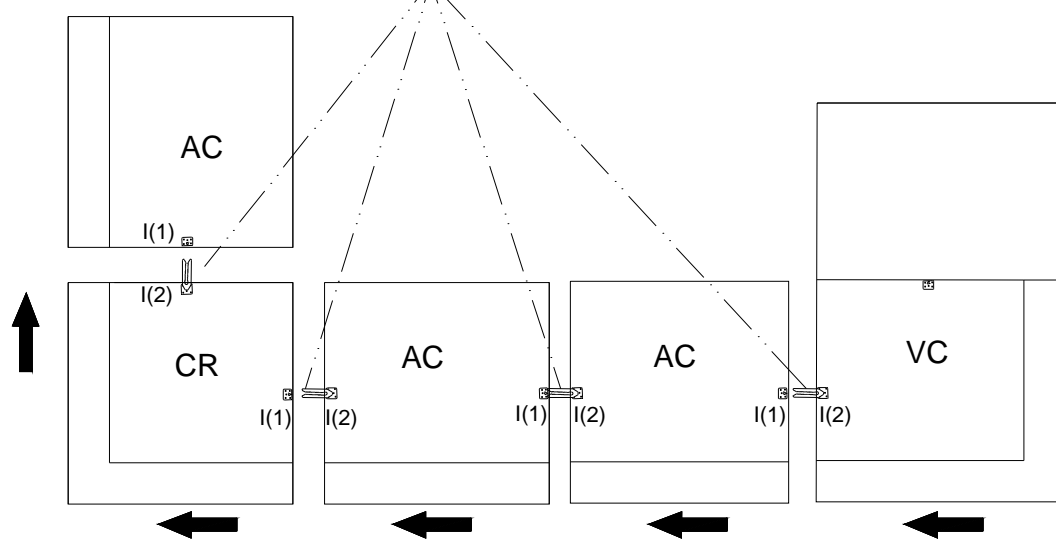 AC
I(1)
I(2)
CR
AC
AC
VC
I(1)
I(2)
I(1)
I(2)
I(1)
I(2)